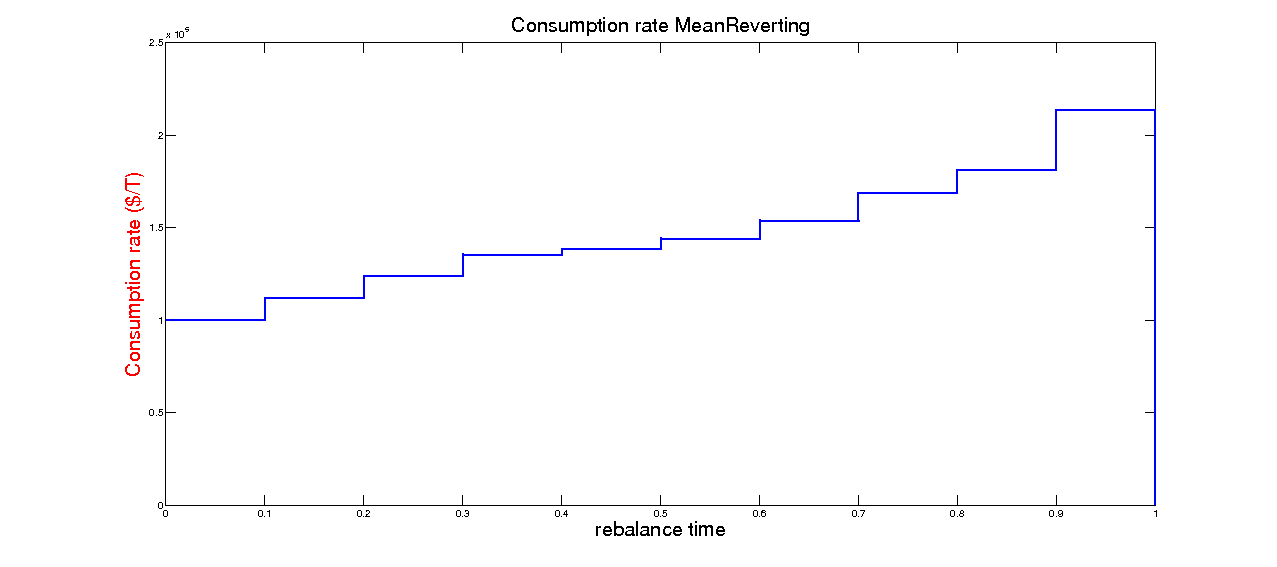 Consumption rate MeanReverting
x 10^5
2.5
2
1.5
1
0.5
0
Consumption rate ($/T)
0 0.1 0.2 0.3 0.4 0.5 0.6 0.7 0.8 0.9 1
rebalance time